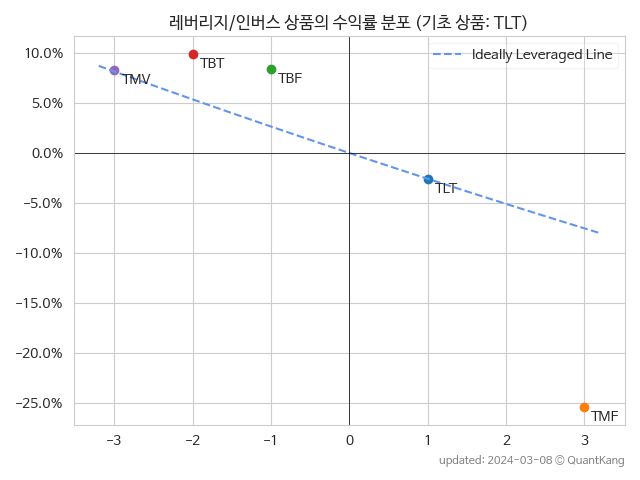 레버리지/인버스 상품의 수익률 분포 (기초 상품: TLT)
10.0%
5.0%
0.0%
−5.0%
−10.0%
−15.0%
−20.0%
−25.0%
Ideally Leveraged Line
TMV
TBT
TBF
TLT
TMF
−3
−2
−1
0
1
2
3
updated: 2024-03-08 © QuantKang